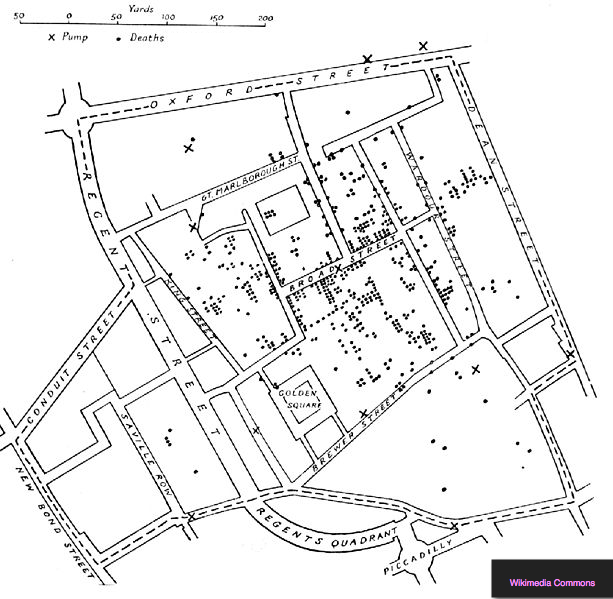 Yards
50 0 50 100 150 200
X Pump • Deaths
OXFORD STREET
REGENT STREET
GT. MARLBOROUGH ST.
WARDOUR STREET
DEAN STREET
BROAD STREET
KING STREET
CONDUIT STREET
GOLDEN
SQUARE
SAVILLE ROW
BREWER STREET
NEW BOND STREET
REGENTS QUADRANT
PICCADILLY
Wikimedia Commons